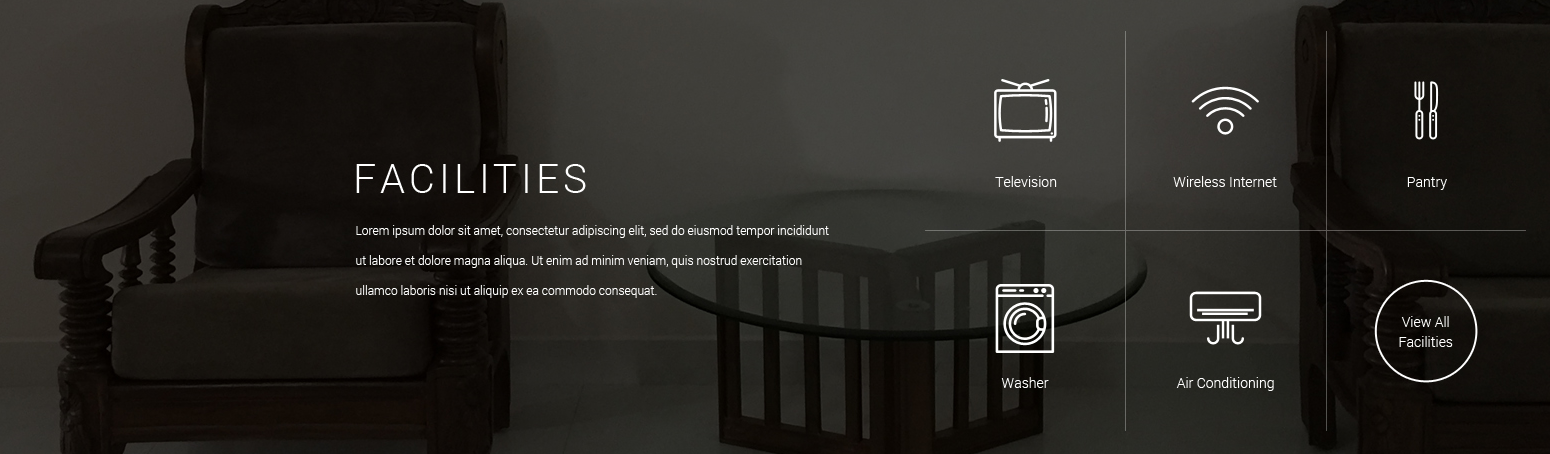 FACILITIES
Lorem ipsum dolor sit amet, consectetur adipiscing elit, sed do eiusmod tempor incididunt
ut labore et dolore magna aliqua. Ut enim ad minim veniam, quis nostrud exercitation
ullamco laboris nisi ut aliquip ex ea commodo consequat.
Television
Wireless Internet
Pantry
Washer
Air Conditioning
View All
Facilities